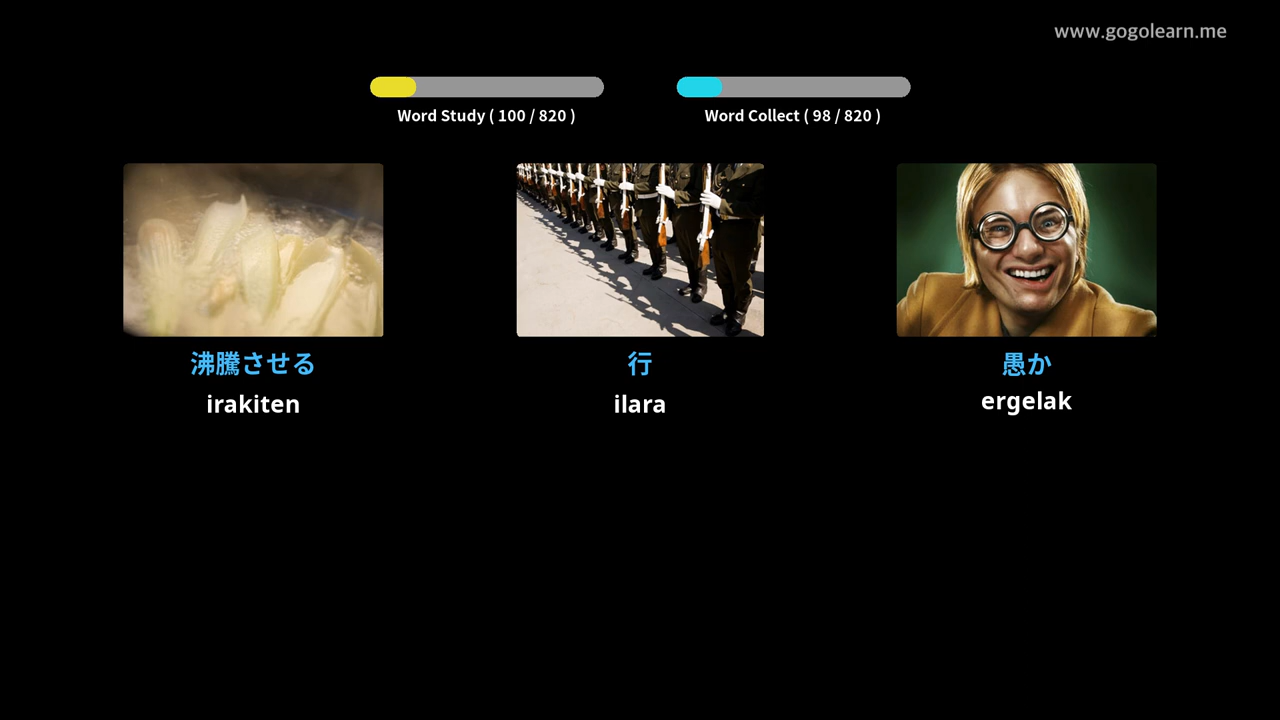 www.gogolearn.me
Word Study ( 100 / 820 )
Word Collect ( 98 / 820 )
沸騰させる
irakiten
行
ilara
愚か
ergelak